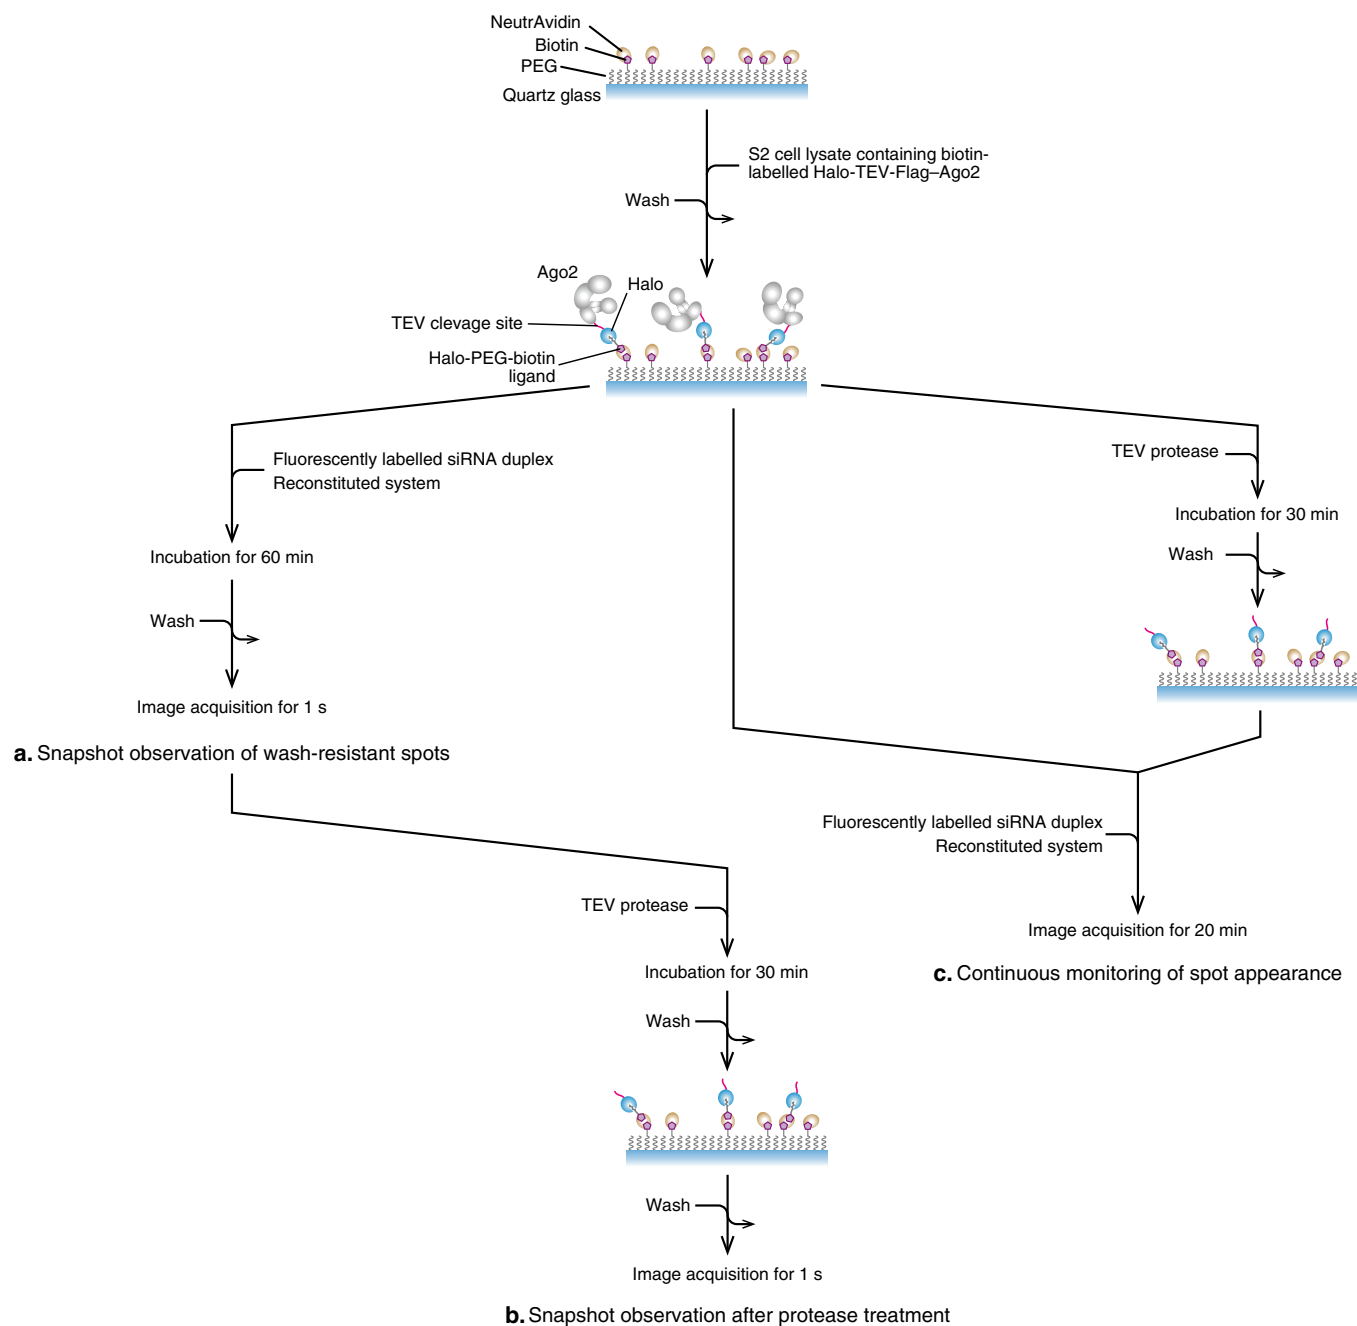 NeutrAvidin
Biotin
PEG
Quartz glass
S2 cell lysate containing biotin-
labelled Halo-TEV-Flag–Ago2
Wash
Ago2
Halo
TEV clevage site
Halo-PEG-biotin
ligand
Fluorescently labelled siRNA duplex
Reconstituted system
Incubation for 60 min
Wash
Image acquisition for 1 s
a. Snapshot observation of wash-resistant spots
TEV protease
Incubation for 30 min
Wash
Fluorescently labelled siRNA duplex
Reconstituted system
Image acquisition for 20 min
c. Continuous monitoring of spot appearance
TEV protease
Incubation for 30 min
Wash
Wash
Image acquisition for 1 s
b. Snapshot observation after protease treatment